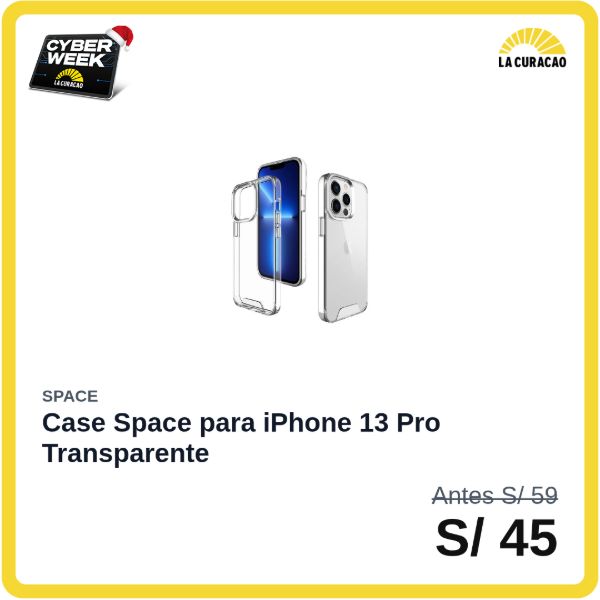 CYBER
WEEK
LA CURACAO
LA CURACAO
SPACE
Case Space para iPhone 13 Pro
Transparente
Antes S/ 59
S/ 45